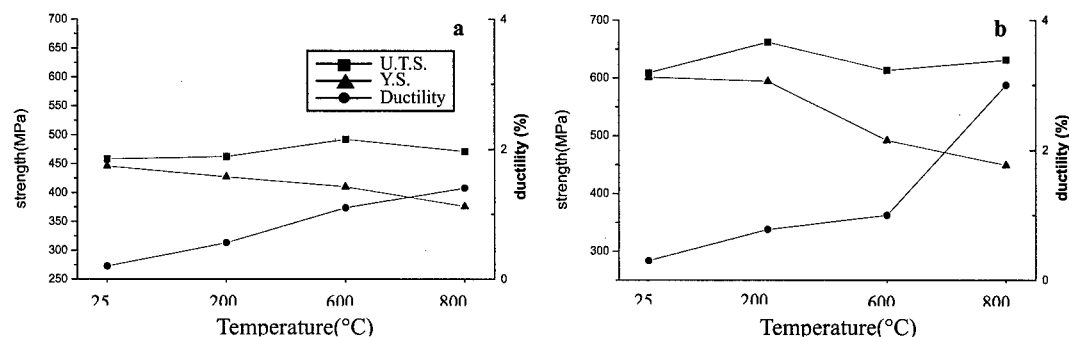 a
700
650
600
550
500
450
400
350
300
250
strength(MPa)
U.T.S.
Y.S.
Ductility
4
2
0
ductility (%)
25 200 600 800
Temperature(°C)
b
700
600
500
400
300
strength(MPa)
4
2
0
ductility (%)
25 200 600 800
Temperature(°C)